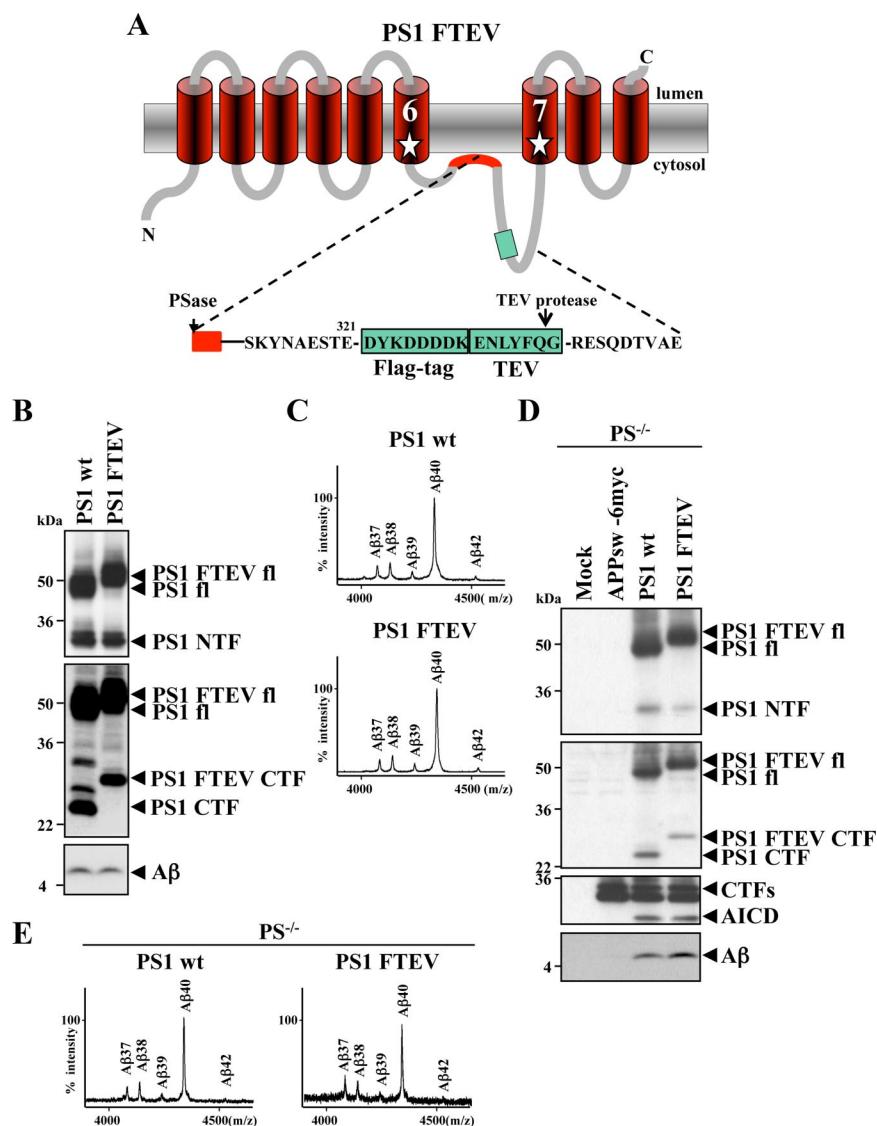 A
PS1 FTEV
C
6
7
lumen
cytosol
N
PSase
TEV protease
321
SKYNAESTE-DYKDDDDKENLYFQG-RESQDTVAE
Flag-tag TEV
B
PS1 wt
PS1 FTEV
kDa
50
36
PS1 FTEV fl
PS1 fl
PS1 NTF
50
36
22
PS1 FTEV fl
PS1 fl
PS1 FTEV CTF
PS1 CTF
4
Aβ
C
PS1 wt
100
% intensity
Aβ37
Aβ38
Aβ39
Aβ40
Aβ42
4000 4500( m/z)
PS1 FTEV
100
% intensity
Aβ37
Aβ38
Aβ39
Aβ40
Aβ42
4000 4500( m/z)
D
PS-/-
Mock
APPsw -6myc
PS1 wt
PS1 FTEV
kDa
50
36
PS1 FTEV fl
PS1 fl
PS1 NTF
50
36
22
PS1 FTEV fl
PS1 fl
PS1 FTEV CTF
PS1 CTF
36
CTFs
AICD
4
Aβ
E
PS-/-
PS1 wt
100
% intensity
Aβ37
Aβ38
Aβ39
Aβ40
Aβ42
4000 4500(m/z)
PS1 FTEV
100
% intensity
Aβ37
Aβ38
Aβ39
Aβ40
Aβ42
4000 4500(m/z)